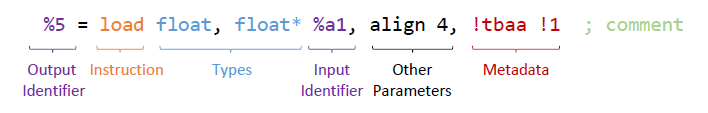 %5 = load float, float* %a1, align 4, !tbaa !1 ; comment
Output Identifier Instruction Types Input Identifier Other Parameters Metadata